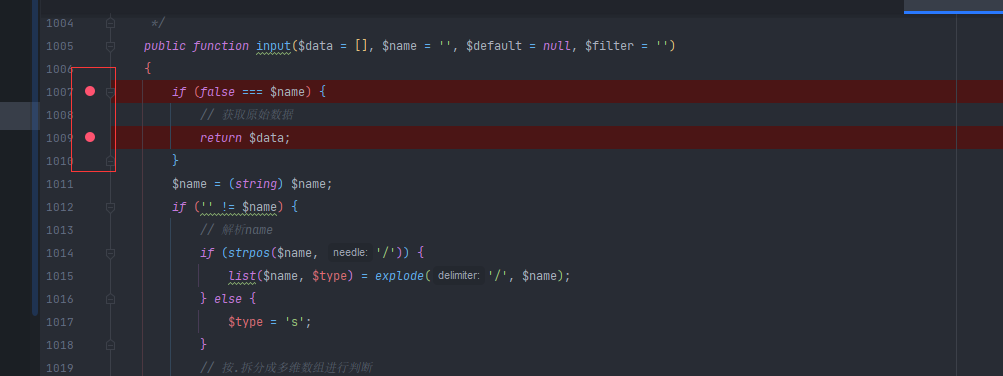 1004 */
1005 public function input($data = [], $name = '', $default = null, $filter = '')
1006 {
1007 if (false === $name) {
1008 // 获取原始数据
1009 return $data;
1010 }
1011 $name = (string) $name;
1012 if ('' != $name) {
1013 // 解析name
1014 if (strpos($name, needle: '/')) {
1015 list($name, $type) = explode( delimiter: '/', $name);
1016 } else {
1017 $type = 's';
1018 }
1019 // 按.拆分成多维数组进行判断